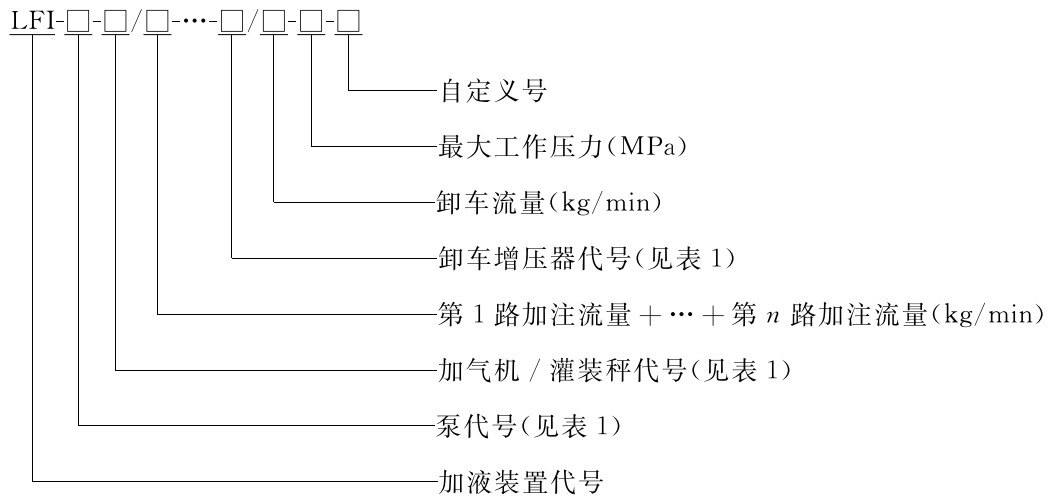 LFI-□-□/□-…-□/□-□-□
自定义号
最大工作压力(MPa)
卸车流量(kg/min)
卸车增压器代号(见表1)
第1路加注流量+…+第n路加注流量(kg/min)
加气机/灌装秤代号(见表1)
泵代号(见表1)
加液装置代号